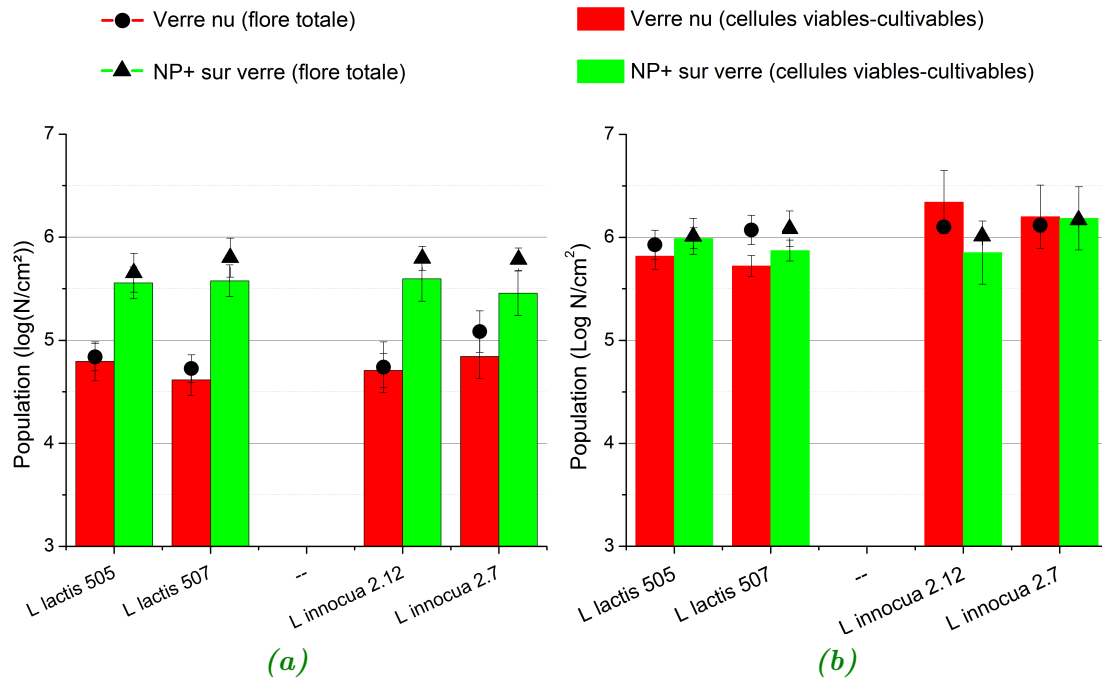 Verre nu (flore totale)
NP+ sur verre (flore totale)
Verre nu (cellules viables-cultivables)
NP+ sur verre (cellules viables-cultivables)
Population (log(N/cm²))
7
6
5
4
3
L lactis 505
L lactis 507
--
L innocua 2.12
L innocua 2.7
(a)
Population (Log N/cm²)
7
6
5
4
3
L lactis 505
L lactis 507
--
L innocua 2.12
L innocua 2.7
(b)